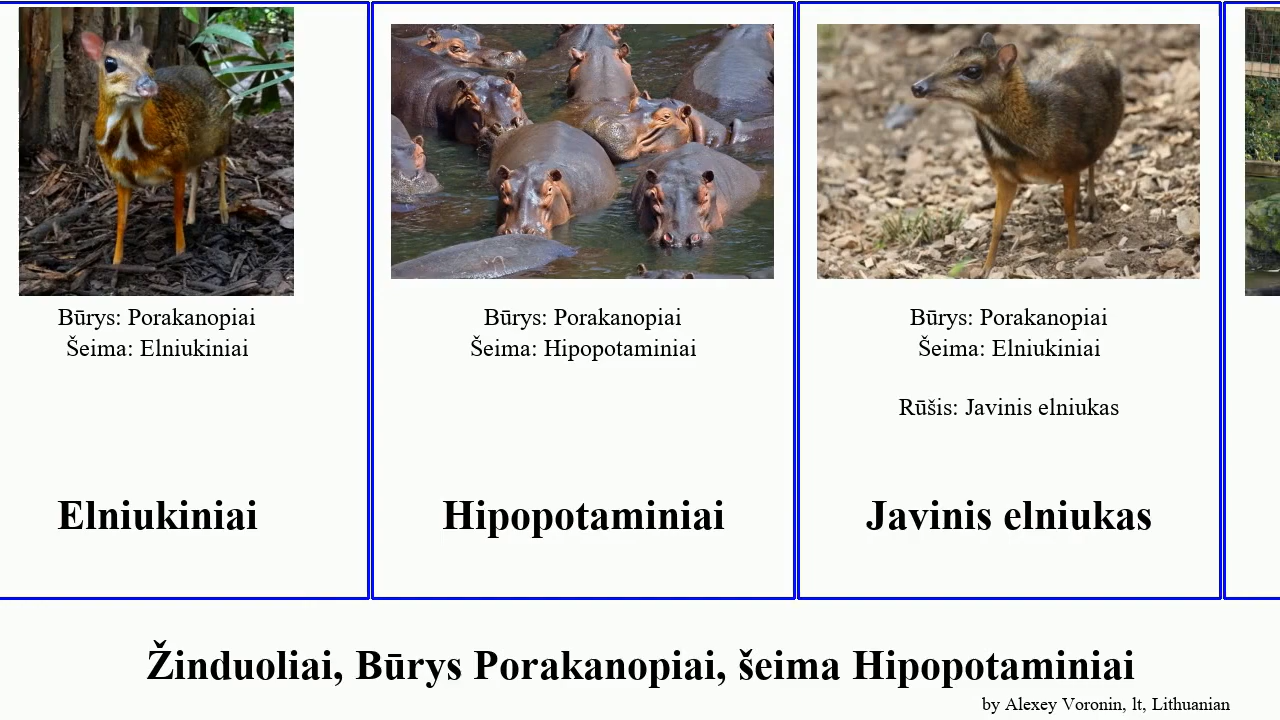 Būrys: Porakanopiai
Šeima: Elniukiniai
Elniukiniai
Būrys: Porakanopiai
Šeima: Hipopotaminiai
Hipopotaminiai
Būrys: Porakanopiai
Šeima: Elniukiniai
Rūšis: Javinis elniukas
Javinis elniukas
Žinduoliai, Būrys Porakanopiai, šeima Hipopotaminiai
by Alexey Voronin, lt, Lithuanian